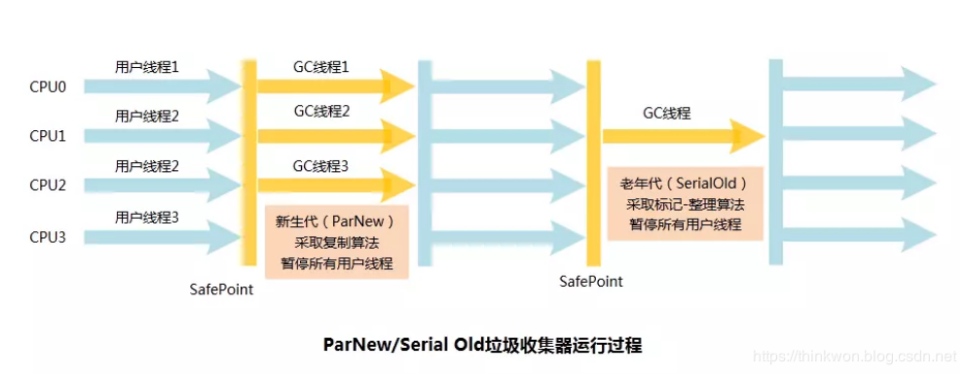 用户线程1
GC线程1
CPU0
用户线程2
GC线程2
GC线程
CPU1
用户线程2
GC线程3
CPU2
老年代（SerialOld）
采取标记-整理算法
暂停所有用户线程
用户线程3
新生代（ParNew）
采取复制算法
暂停所有用户线程
CPU3
SafePoint
SafePoint
ParNew/Serial Old垃圾收集器运行过程
https://thinkwon.blog.csdn.net